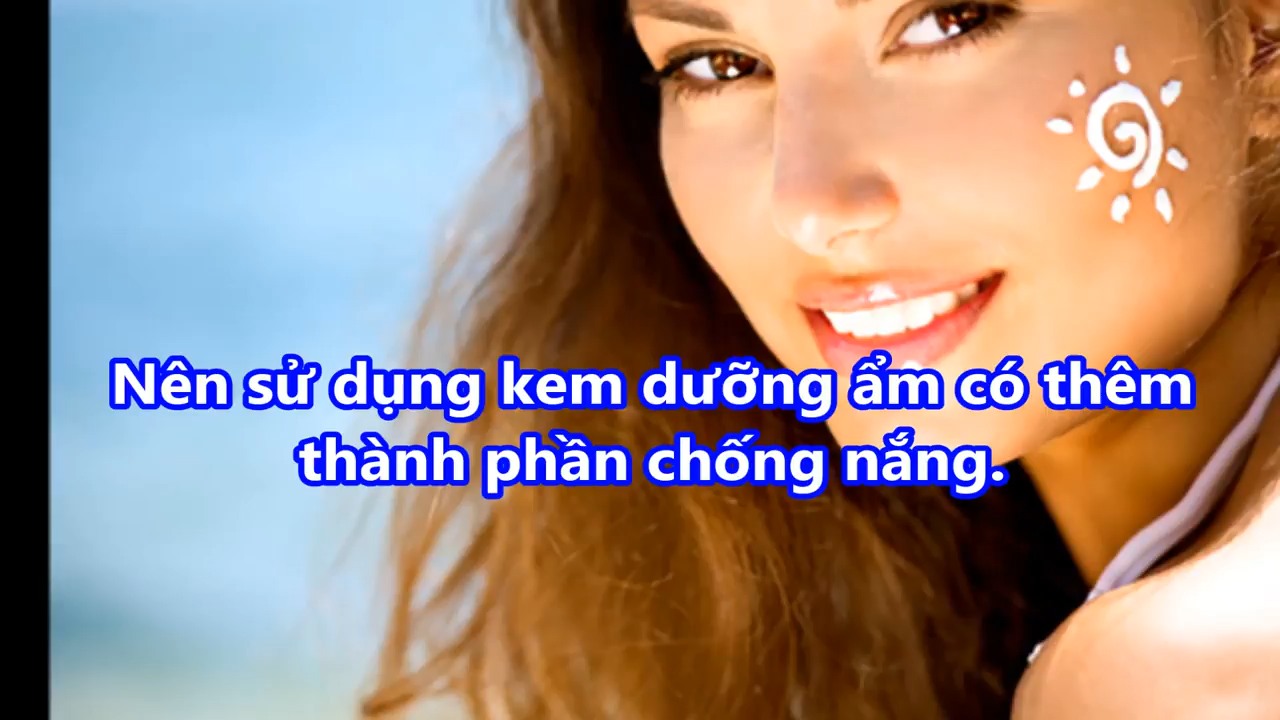 Nên sử dụng kem dưỡng ẩm có thêm
thành phần chống nắng.